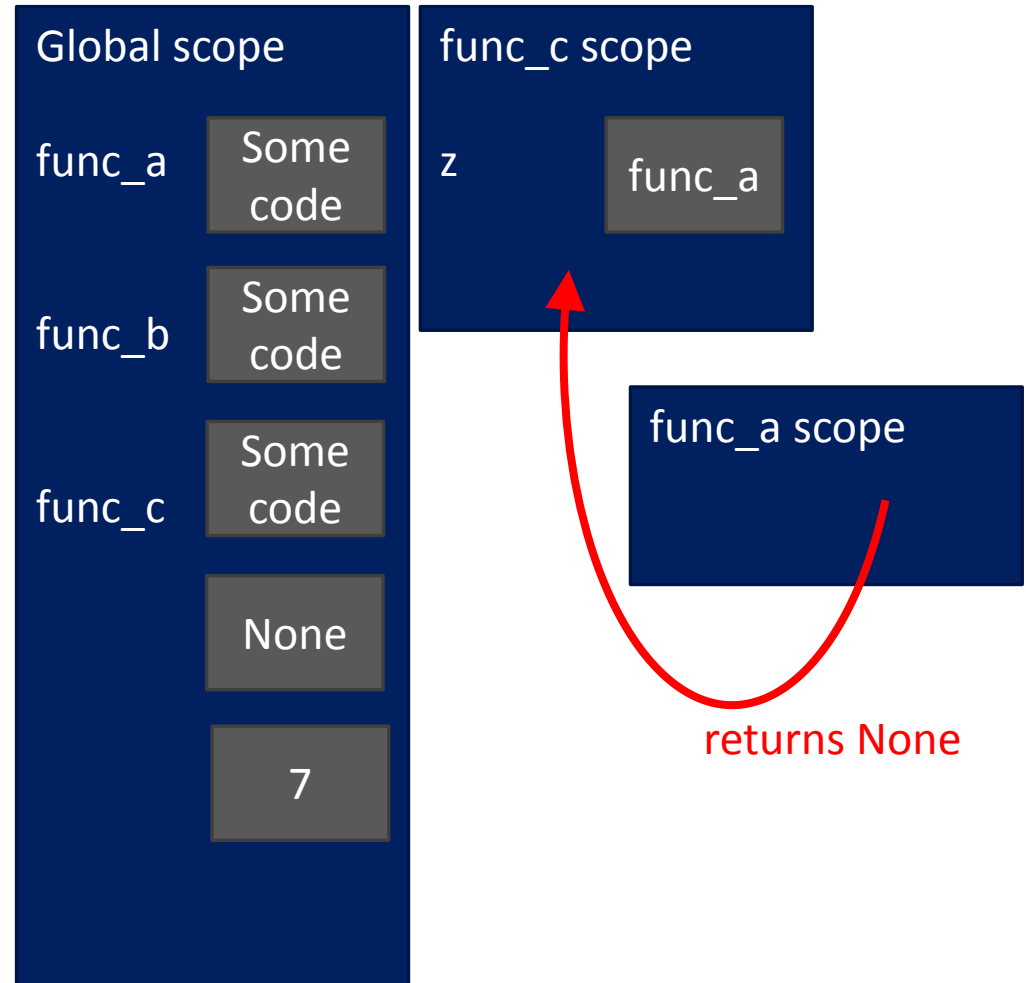 Global scope
func_a
Some
code
func_b
Some
code
func_c
Some
code
None
7
func_c scope
z
func_a
func_a scope
returns None